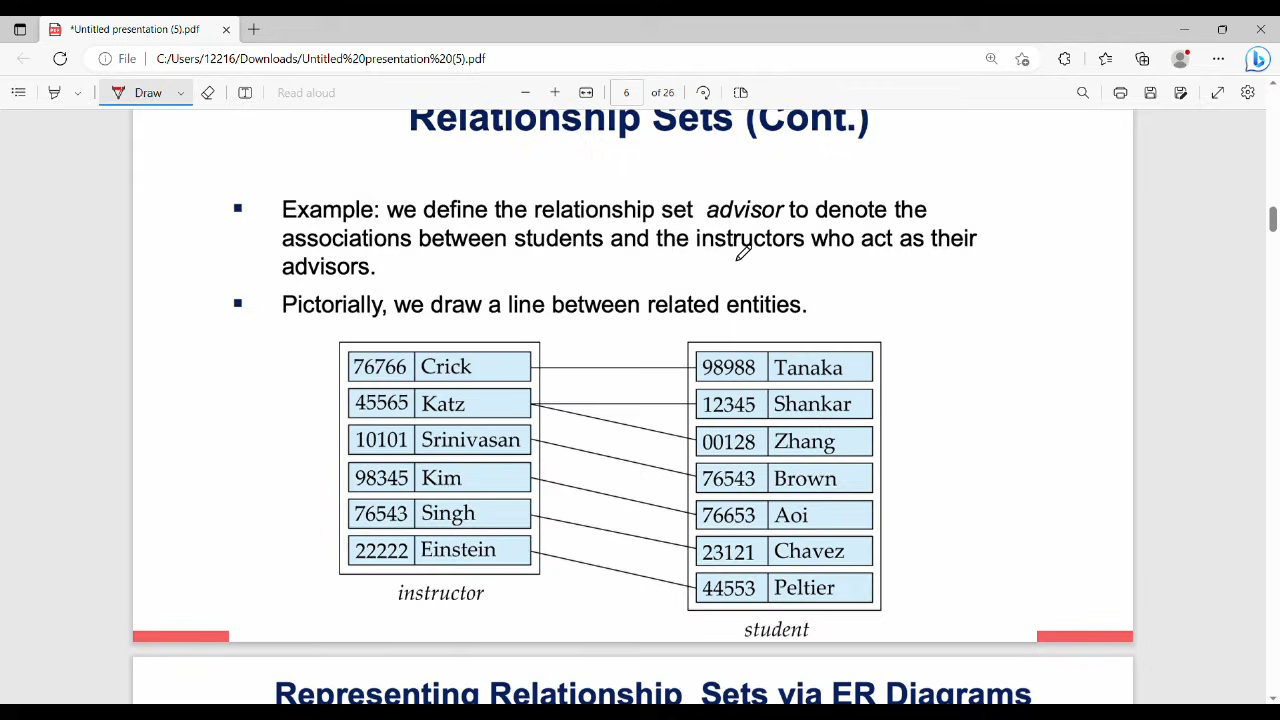 *Untitled presentation (5).pdf
File C:/Users/12216/Downloads/Untitled%20presentation%20(5).pdf
Draw Read aloud 6 of 26
Relationship Sets (Cont.)
Example: we define the relationship set advisor to denote the
associations between students and the instructors who act as their
advisors.
Pictorially, we draw a line between related entities.
76766 Crick 98988 Tanaka
45565 Katz 12345 Shankar
10101 Srinivasan 00128 Zhang
98345 Kim 76543 Brown
76543 Singh 76653 Aoi
22222 Einstein 23121 Chavez
44553 Peltier
instructor
student
Representing Relationship Sets via ER Diagrams